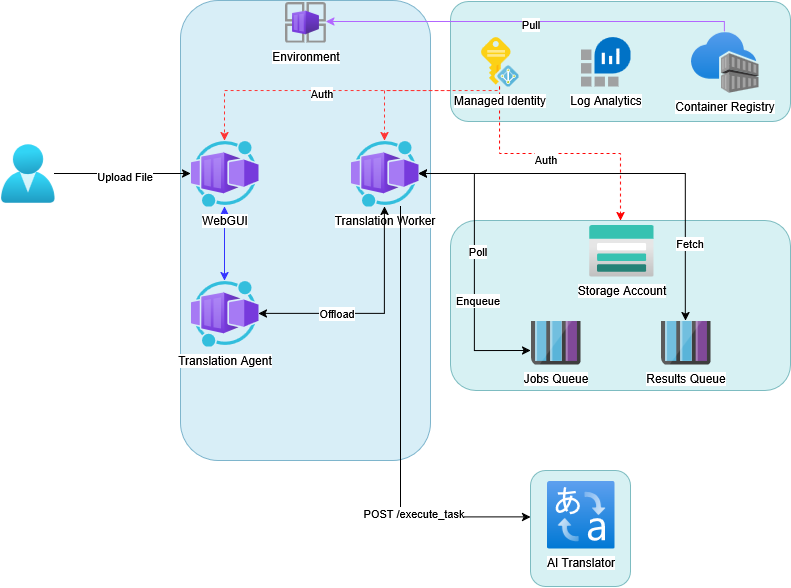 Pull
Environment
Managed Identity
Log Analytics
Container Registry
Auth
Auth
Upload File
WebGUI
Translation Worker
Poll
Fetch
Storage Account
Enqueue
Offload
Translation Agent
Jobs Queue
Results Queue
POST /execute_task
あ
a
AI Translator